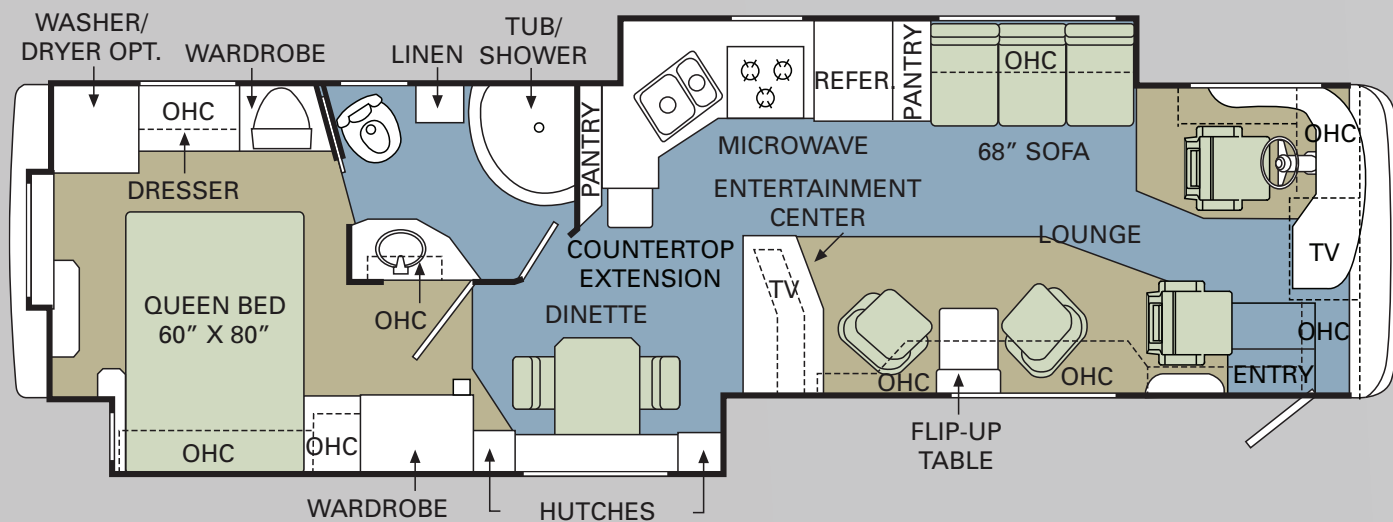 WASHER/
DRYER OPT.
WARDROBE
LINEN
TUB/
SHOWER
OHC
DRESSER
PANTRY
MICROWAVE
REFER.
PANTRY
OHC
68” SOFA
OHC
TV
ENTERTAINMENT
CENTER
LOUNGE
COUNTERTOP
EXTENSION
TV
QUEEN BED
60” X 80”
OHC
DINETTE
OHC
OHC
OHC
ENTRY
FLIP-UP
TABLE
OHC
OHC
WARDROBE
HUTCHES